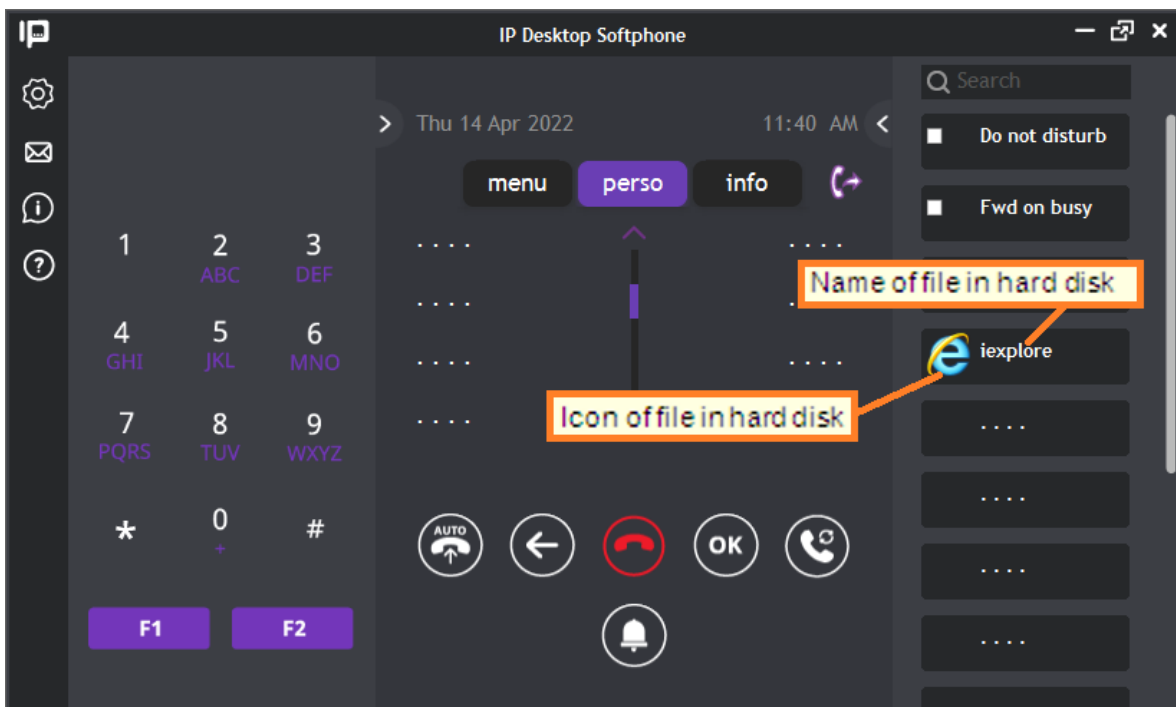 IP
IP Desktop Softphone
Search
Thu 14 Apr 2022
11:40 AM
Do not disturb
menu
perso
info
Fwd on busy
1
2
ABC
3
DEF
. . . .
. . . .
Name of file in hard disk
4
GHI
5
JKL
6
MNO
. . . .
iexplore
. . . .
. . . .
Icon of file in hard disk
7
PQRS
8
TUV
9
WXYZ
. . . .
. . . .
*
0
+
#
AUTO
OK
. . . .
. . . .
F1
F2
. . . .